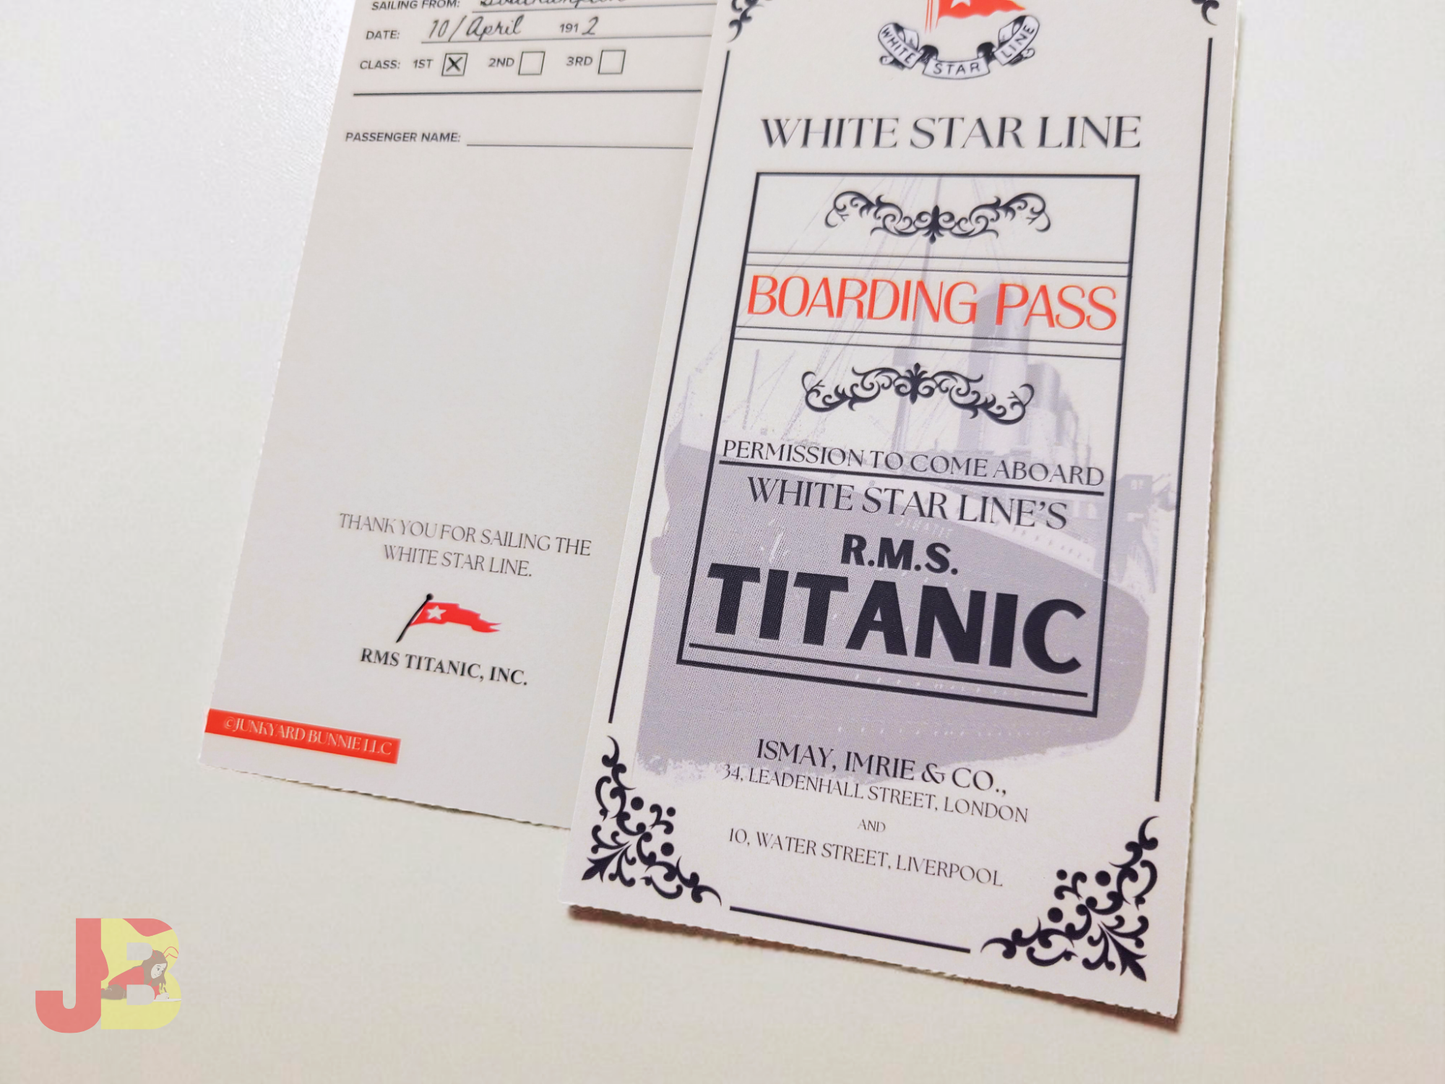 SAILING FROM: Southampton
DATE: 10/April 1912
CLASS: 1ST X 2ND 3RD
PASSENGER NAME:
THANK YOU FOR SAILING THE
WHITE STAR LINE.
RMS TITANIC, INC.
©JUNKYARD BUNNIE LLC
WHITE STAR LINE
WHITE STAR LINE
BOARDING PASS
PERMISSION TO COME ABOARD
WHITE STAR LINE'S
R.M.S.
TITANIC
ISMAY, IMRIE & CO.,
34, LEADENHALL STREET, LONDON
AND
10, WATER STREET, LIVERPOOL
JB